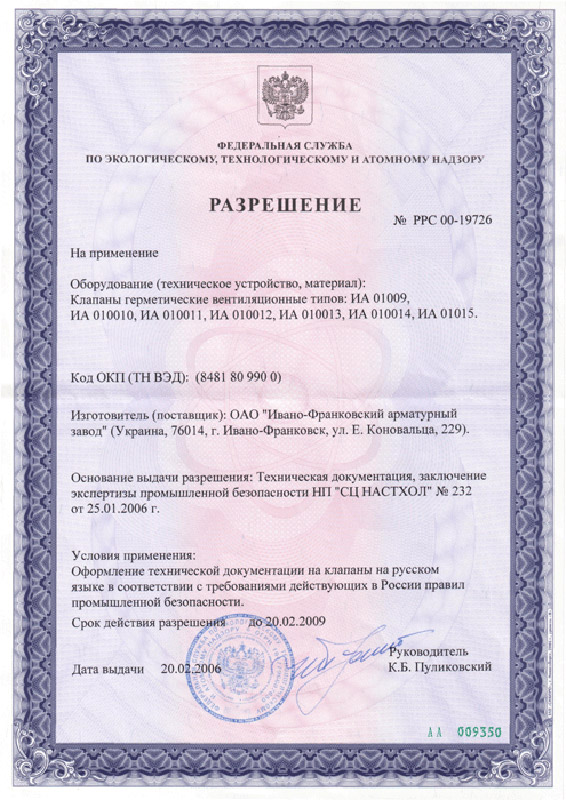 ФЕДЕРАЛЬНАЯ СЛУЖБА
ПО ЭКОЛОГИЧЕСКОМУ, ТЕХНОЛОГИЧЕСКОМУ И АТОМНОМУ НАДЗОРУ
РАЗРЕШЕНИЕ
№ РРС 00-19726
На применение
Оборудование (техническое устройство, материал):
Клапаны герметические вентиляционные типов: ИА 01009,
ИА 010010, ИА 010011, ИА 010012, ИА 010013, ИА 010014, ИА 01015.
Код ОКП (ТН ВЭД): (8481 80 990 0)
Изготовитель (поставщик): ОАО "Ивано-Франковский арматурный
завод" (Украина, 76014, г. Ивано-Франковск, ул. Е. Коновальца, 229).
Основание выдачи разрешения: Техническая документация, заключение
экспертизы промышленной безопасности НП "СЦ НАСТХОЛ" № 232
от 25.01.2006 г.
Условия применения:
Оформление технической документации на клапаны на русском
языке в соответствии с требованиями действующих в России правил
промышленной безопасности.
Срок действия разрешения до 20.02.2009
Руководитель
Дата выдачи 20.02.2006 К.Б. Пуликовский
АА 009350